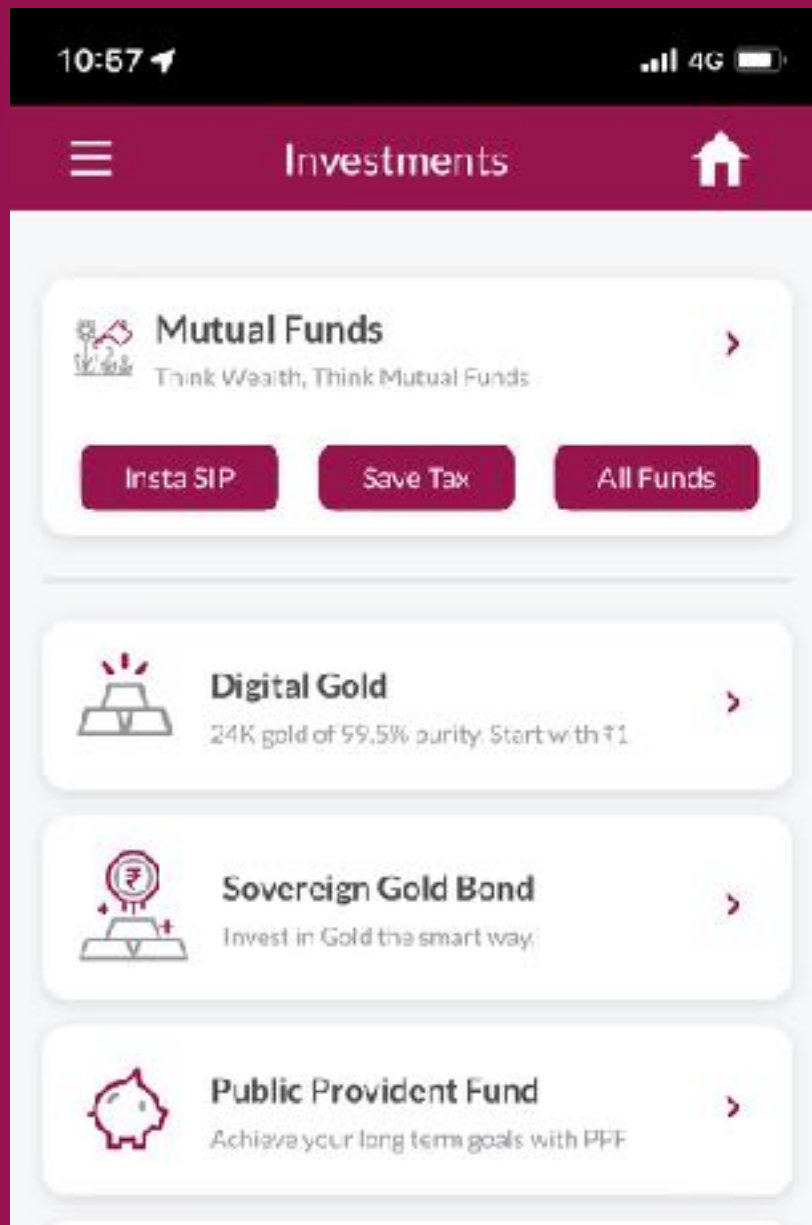 10:57
4G
Investments
Mutual Funds
Think Wealth, Think Mutual Funds
Insta SIP
Save Tax
All Funds
Digital Gold
24K gold of 99.5% purity. Start with ₹1
Sovereign Gold Bond
Invest in Gold the smart way.
Public Provident Fund
Achieve your long term goals with PPF